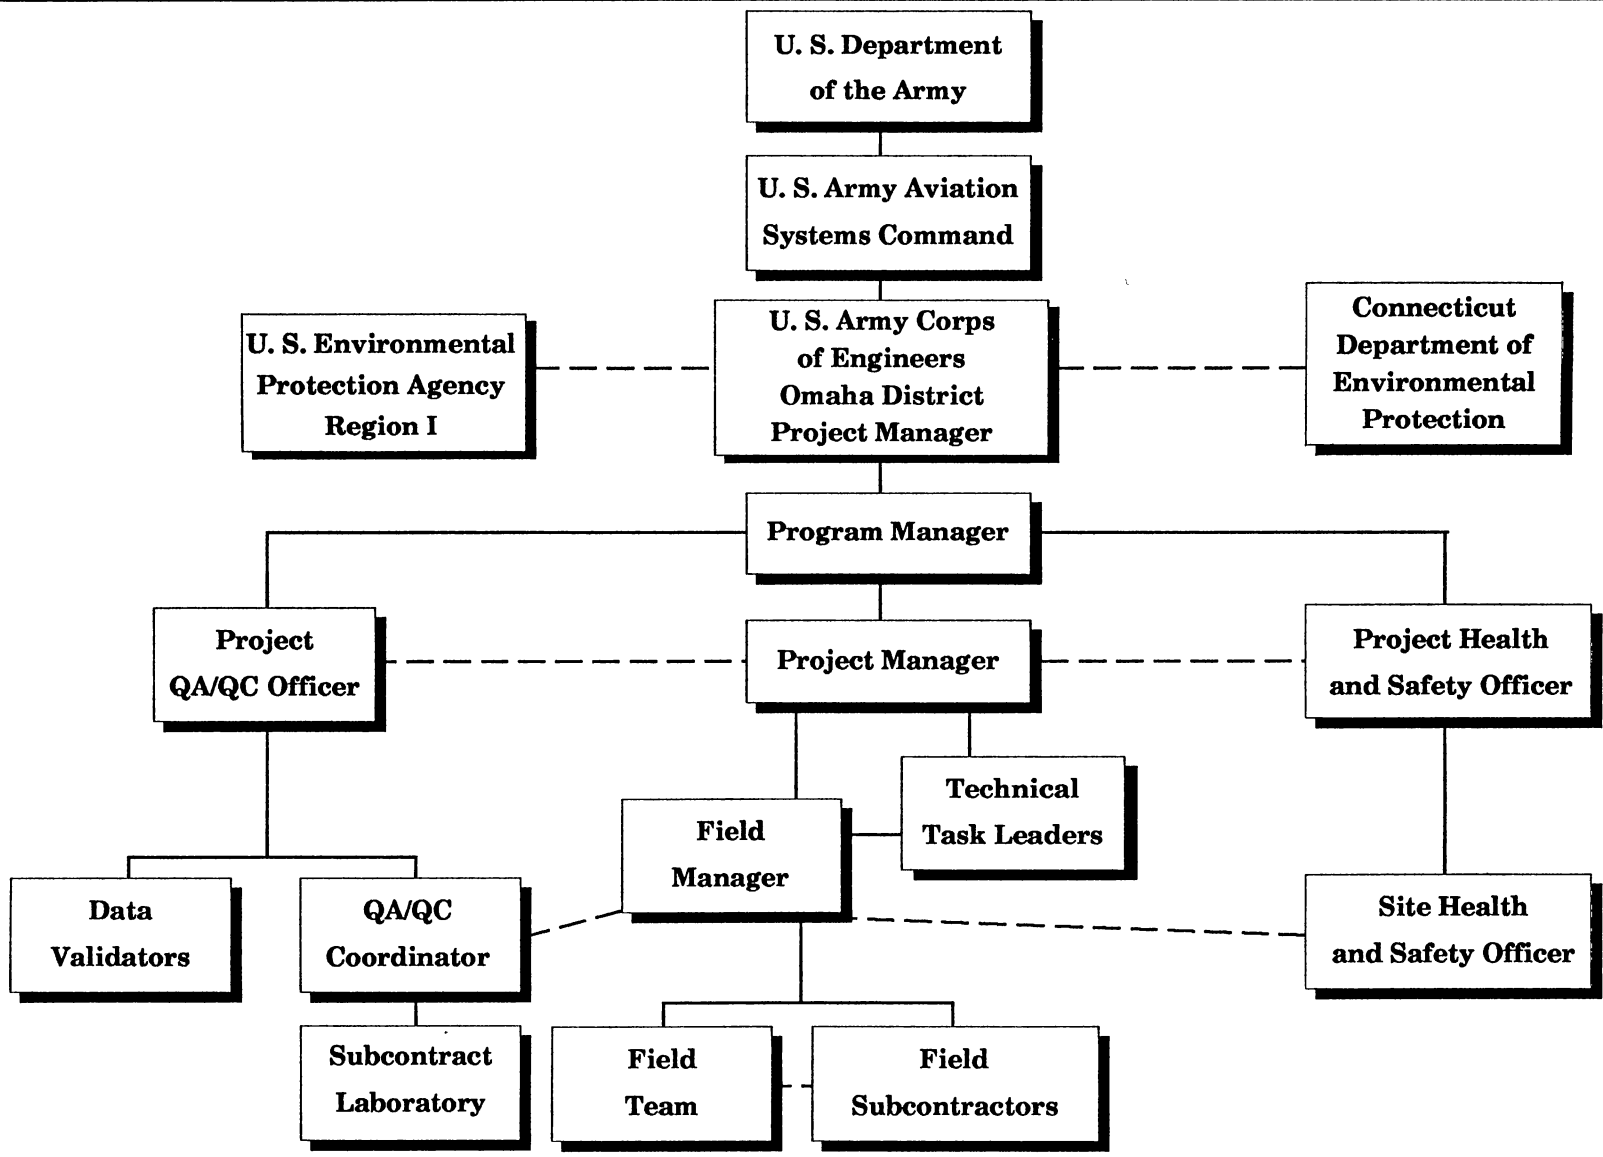 U. S. Department
of the Army
U. S. Army Aviation
Systems Command
U. S. Environmental
Protection Agency
Region I
U. S. Army Corps
of Engineers
Omaha District
Project Manager
Connecticut
Department of
Environmental
Protection
Program Manager
Project
QA/QC Officer
Project Manager
Project Health
and Safety Officer
Technical
Task Leaders
Field
Manager
Data
Validators
QA/QC
Coordinator
Site Health
and Safety Officer
Subcontract
Laboratory
Field
Team
Field
Subcontractors